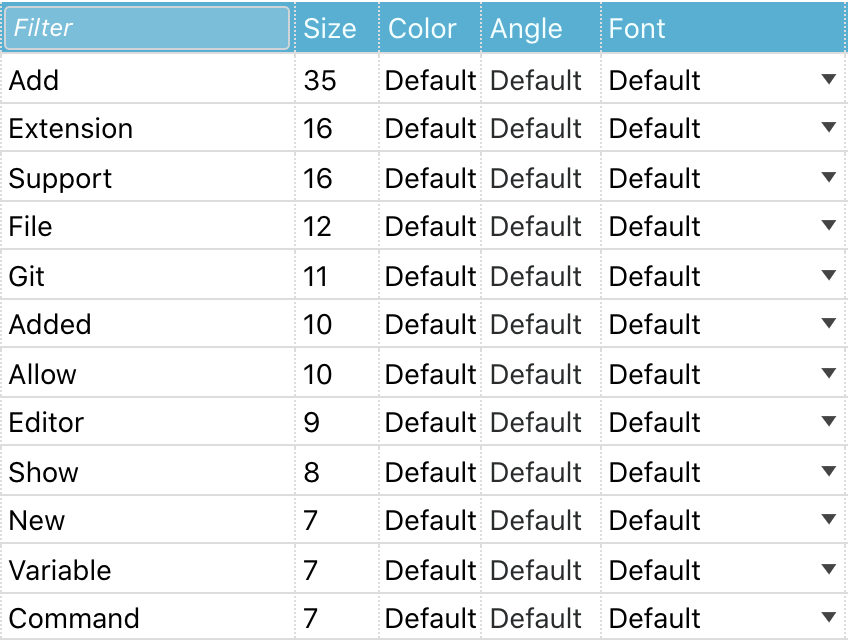 Filter Size Color Angle Font
Add 35 Default Default Default
Extension 16 Default Default Default
Support 16 Default Default Default
File 12 Default Default Default
Git 11 Default Default Default
Added 10 Default Default Default
Allow 10 Default Default Default
Editor 9 Default Default Default
Show 8 Default Default Default
New 7 Default Default Default
Variable 7 Default Default Default
Command 7 Default Default Default